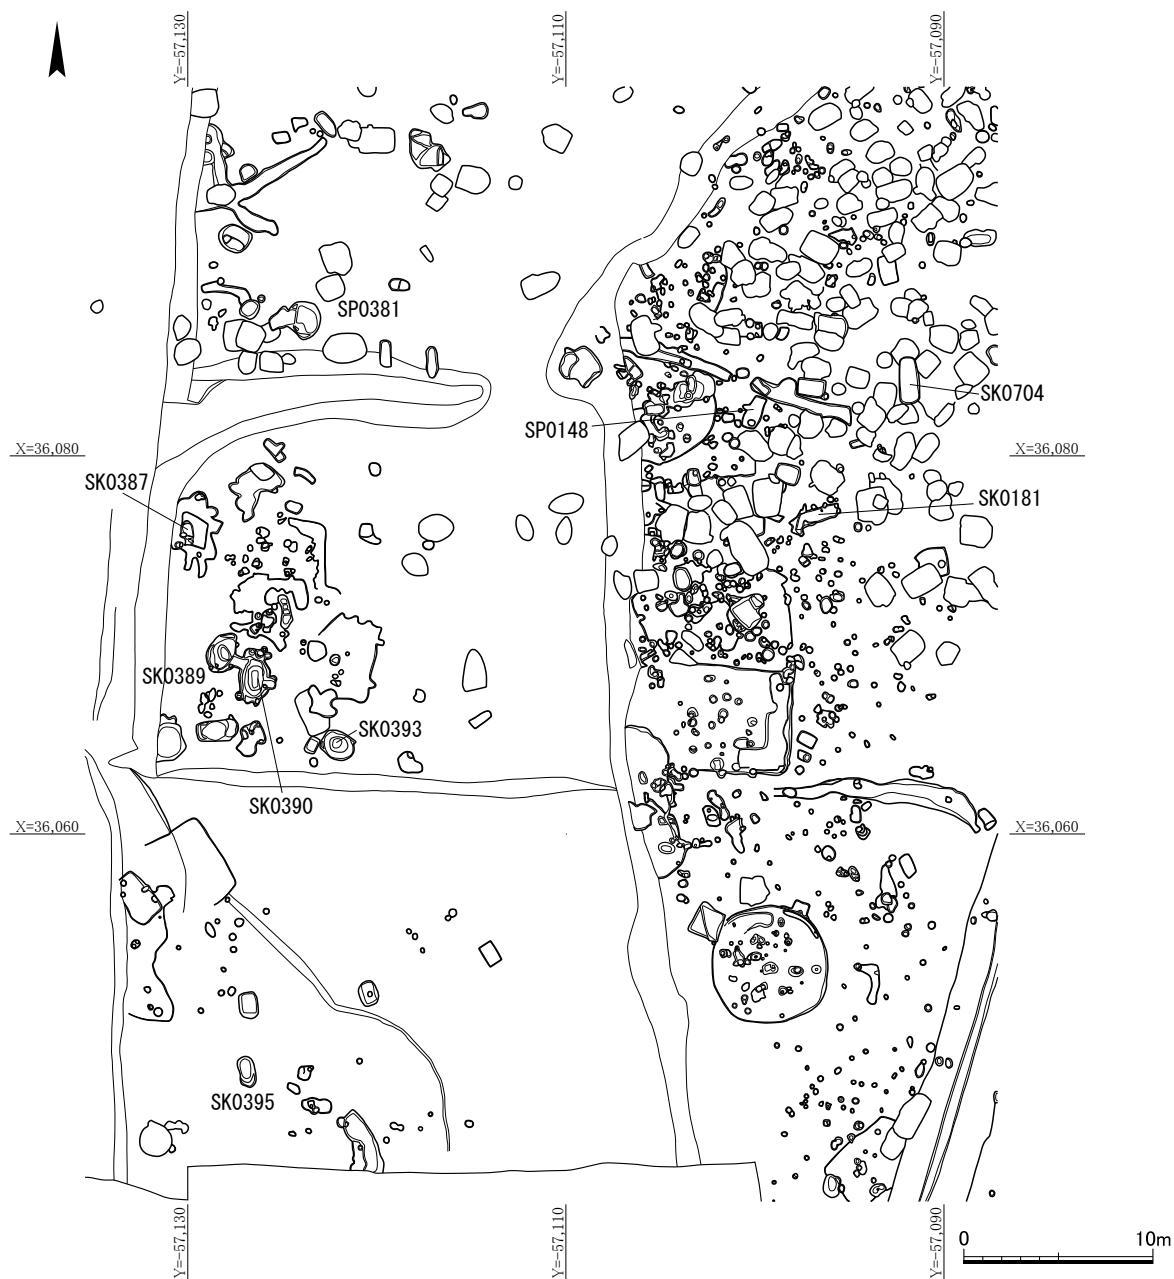 Y=-57,130
Y=-57,110
Y=-57,090
SP0381
SK0704
SP0148
X=36,080
X=36,080
SK0387
SK0181
SK0389
SK0393
SK0390
X=36,060
X=36,060
SK0395
Y=-57,130
Y=-57,110
Y=-57,090
0 10m